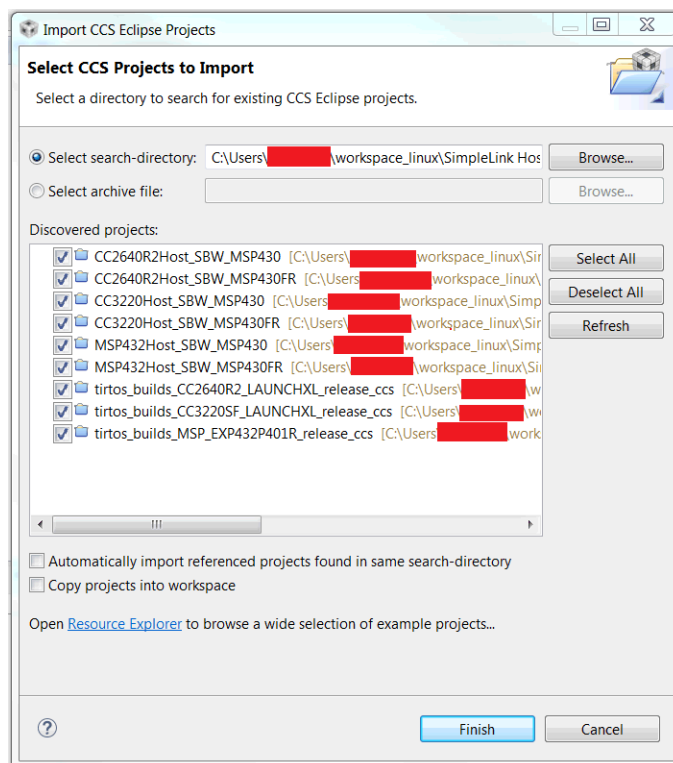 Import CCS Eclipse Projects
Select CCS Projects to Import
Select a directory to search for existing CCS Eclipse projects.
Select search-directory: C:\Users\ \workspace_linux\SimpleLink Hos Browse...
Select archive file: Browse...
Discovered projects:
CC2640R2Host_SBW_MSP430 [C:\Users\ workspace_linux\Sir Select All
CC2640R2Host_SBW_MSP430FR [C:\Users workspace_linux\ Deselect All
CC3220Host_SBW_MSP430 [C:\Users workspace_linux\Simp
CC3220Host_SBW_MSP430FR [C:\Users\ \workspace_linux\Sir Refresh
MSP432Host_SBW_MSP430 [C:\Users\ workspace_linux\Simp
MSP432Host_SBW_MSP430FR [C:\Users\ workspace_linux\Sir
tirtos_builds_CC2640R2_LAUNCHXL_release_ccs [C:\Users\ \w
tirtos_builds_CC3220SF_LAUNCHXL_release_ccs [C:\Users\ \w
tirtos_builds_MSP_EXP432P401R_release_ccs [C:\Users\ work
Automatically import referenced projects found in same search-directory
Copy projects into workspace
Open Resource Explorer to browse a wide selection of example projects...
? Finish Cancel